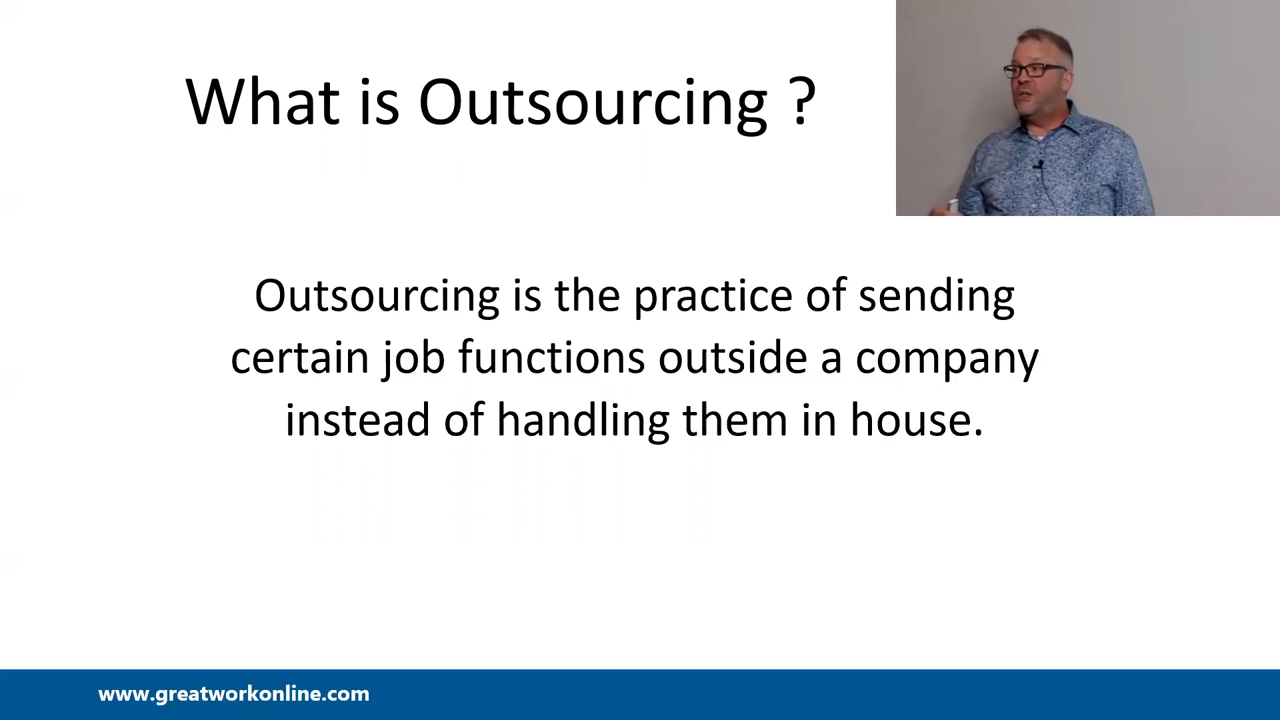 What is Outsourcing ?
Outsourcing is the practice of sending
certain job functions outside a company
instead of handling them in house.
www.greatworkonline.com